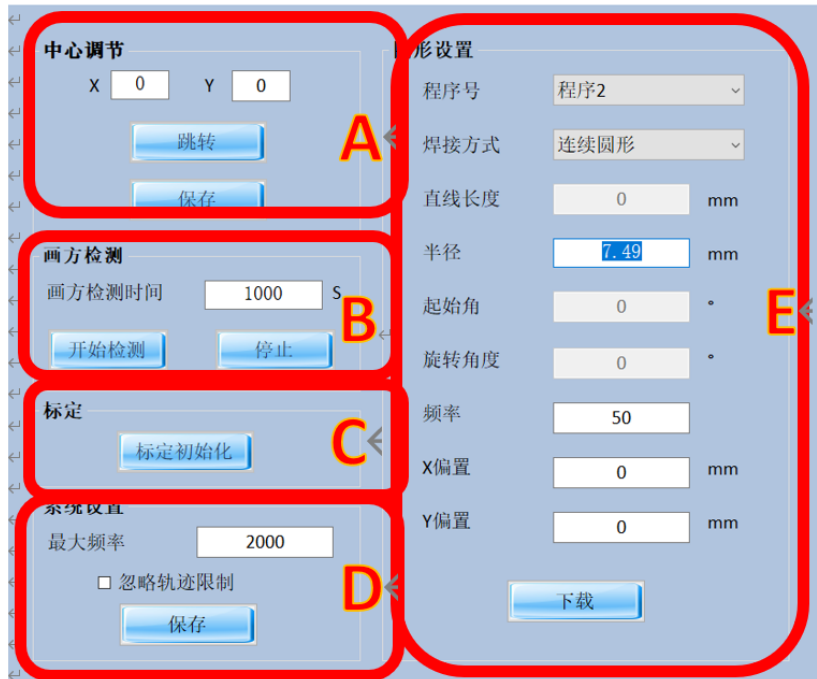 中心调节
X 0 Y 0
跳转
保存
A
画方检测
画方检测时间 1000 S
开始检测 停止
B
标定
标定初始化
C
系统设置
最大频率 2000
忽略轨迹限制
保存
D
形设置
程序号 程序2
焊接方式 连续圆形
直线长度 0 mm
半径 7.49 mm
起始角 0 °
旋转角度 0 °
频率 50
X偏置 0 mm
Y偏置 0 mm
下载
E